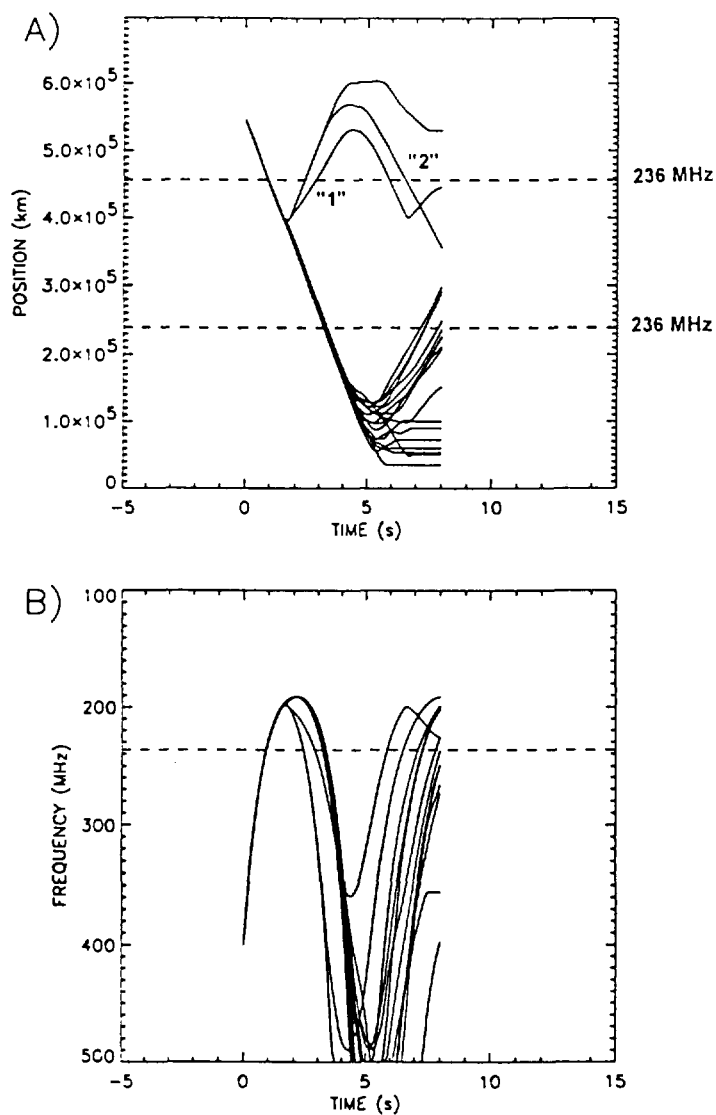 A)
6.0×10⁵
5.0×10⁵
4.0×10⁵
3.0×10⁵
2.0×10⁵
1.0×10⁵
0
POSITION (km)
"1"
"2"
236 MHz
236 MHz
-5 0 5 10 15
TIME (s)
B)
100
200
300
400
500
FREQUENCY (MHz)
-5 0 5 10 15
TIME (s)